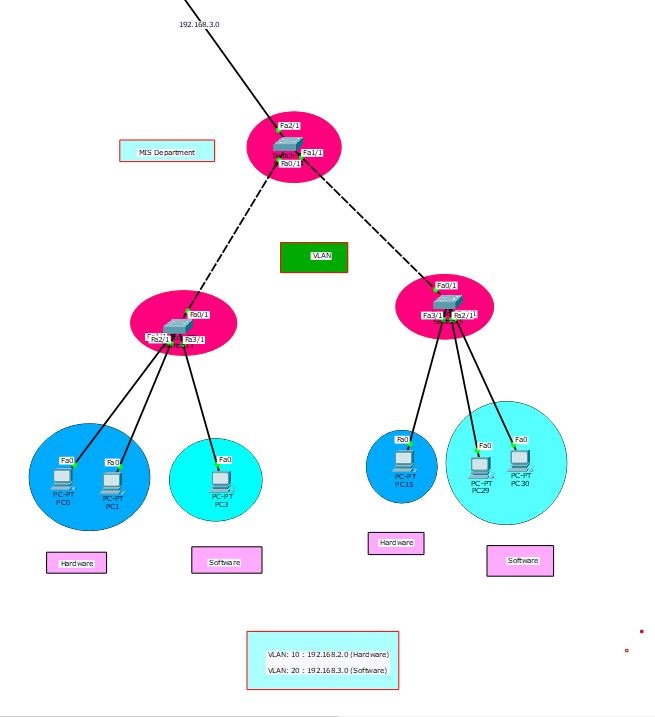 192.168.3.0
Fa2/1
MIS Department
Fa1/1
Fa0/1
VLAN
Fa0/1
Fa0/1
Fa2/1
Fa3/1
Fa3/1
Fa2/1
Fa0
Fa0
Fa0
Fa0
Fa0
Fa0
PC-PT
PC0
PC-PT
PC1
PC-PT
PC3
PC-PT
PC15
PC-PT
PC29
PC-PT
PC30
Hardware
Software
Hardware
Software
VLAN: 10 : 192.168.2.0 (Hardware)
VLAN: 20 : 192.168.3.0 (Software)